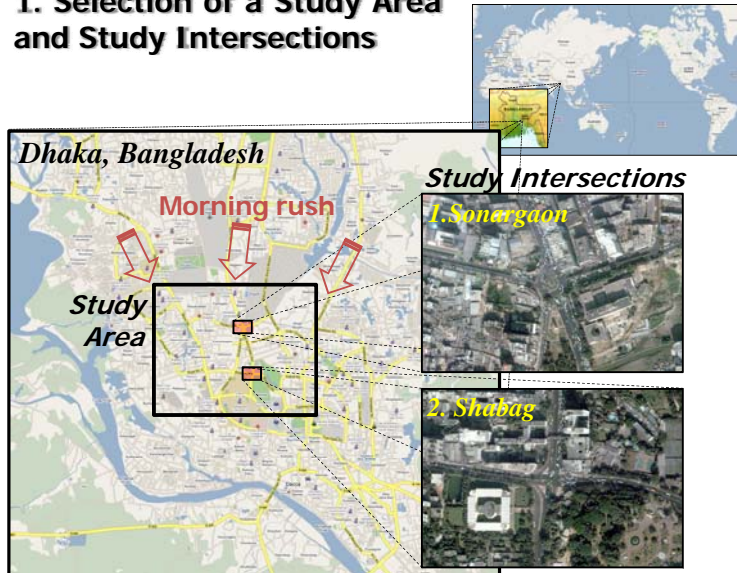 1. Selection of a Study Area
and Study Intersections
Dhaka, Bangladesh
Morning rush
Study
Area
Study Intersections
1.Sonargaon
2. Shabag